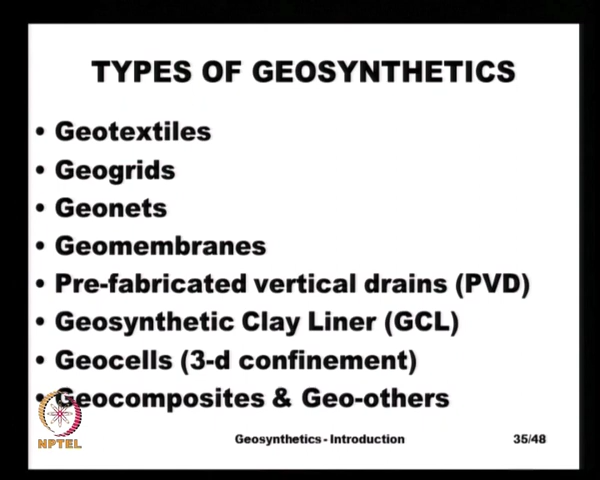 TYPES OF GEOSYNTHETICS
• Geotextiles
• Geogrids
• Geonets
• Geomembranes
• Pre-fabricated vertical drains (PVD)
• Geosynthetic Clay Liner (GCL)
• Geocells (3-d confinement)
• Geocomposites & Geo-others
NPTEL
Geosynthetics - Introduction
35/48